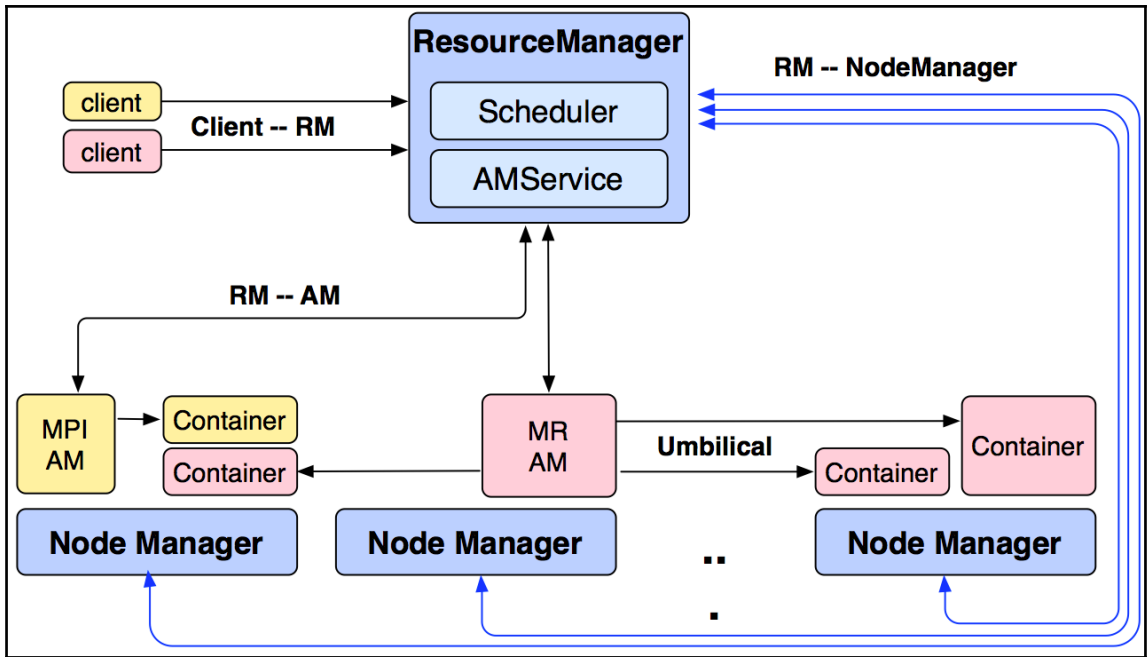 ResourceManager
RM -- NodeManager
client
Scheduler
Client -- RM
client
AMService
RM -- AM
MPI
AM
Container
Container
MR
AM
Umbilical
Container
Container
Node Manager
Node Manager
..
.
Node Manager